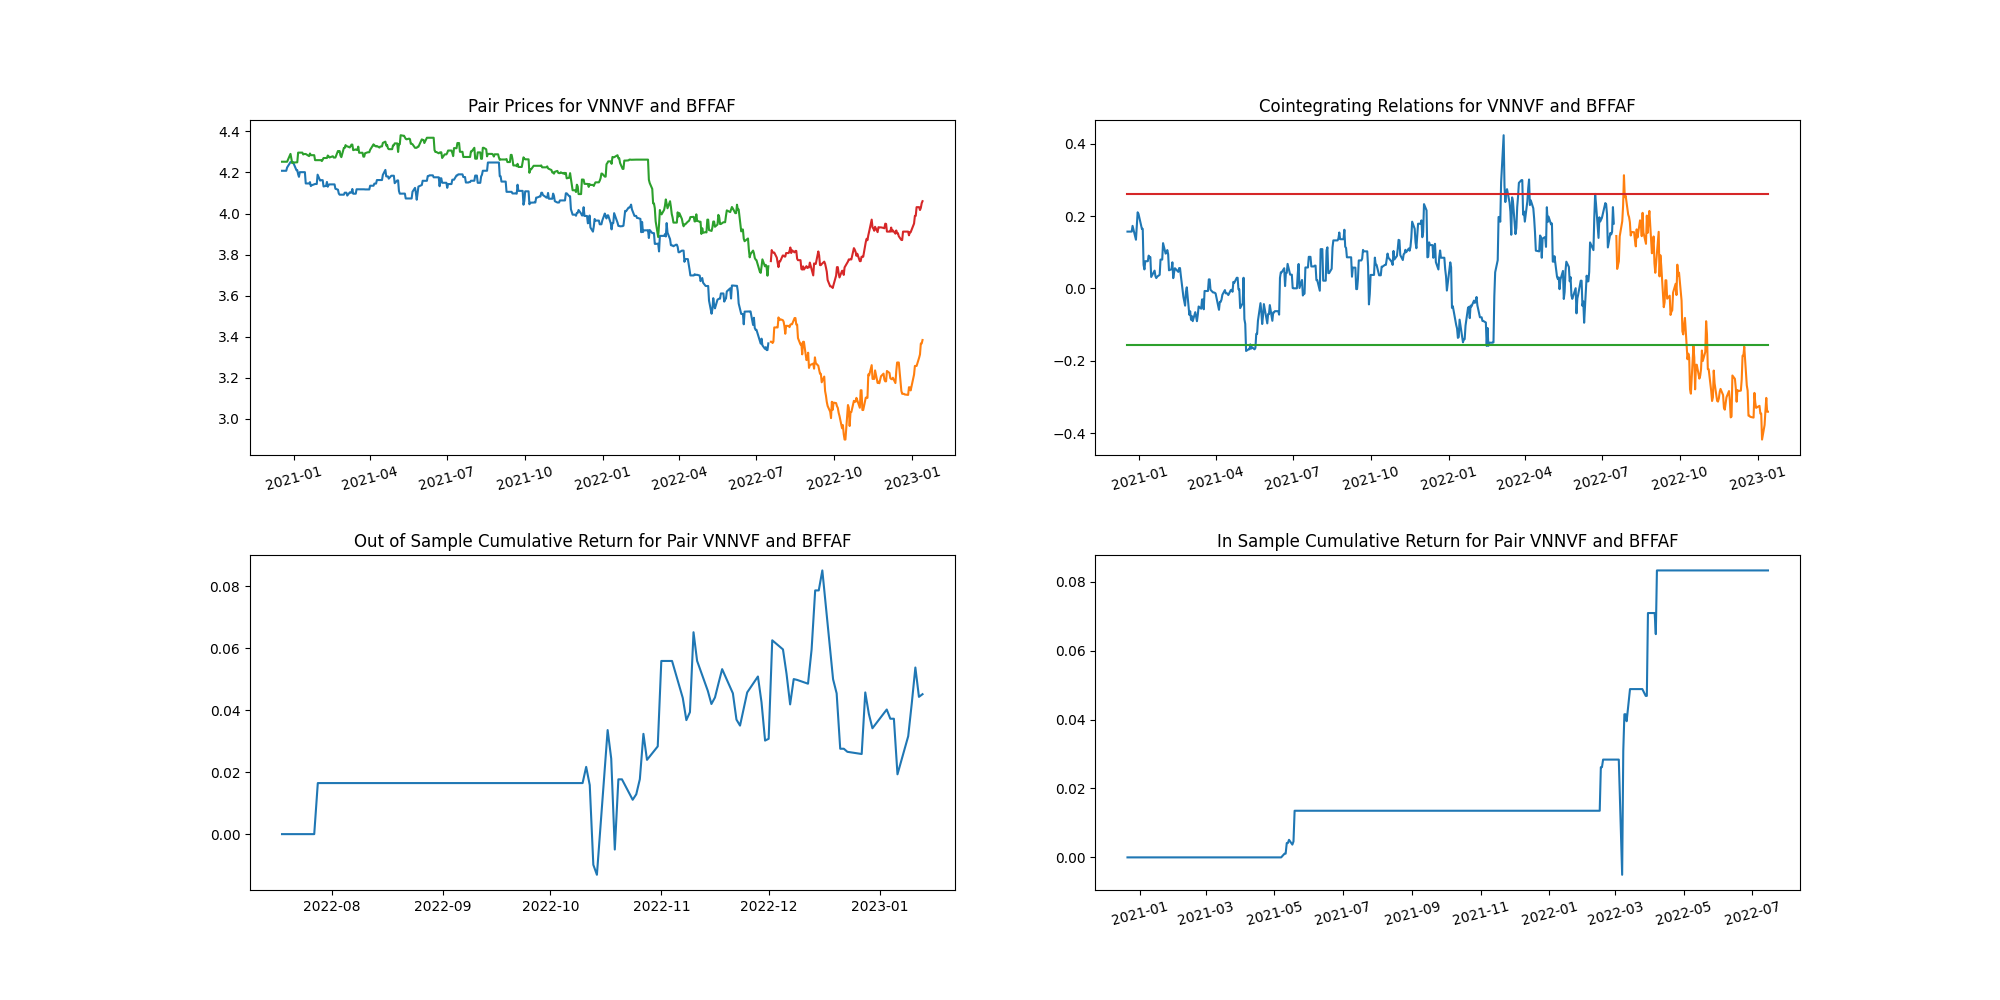 Pair Prices for VNNVF and BFFAF
4.4
4.2
4.0
3.8
3.6
3.4
3.2
3.0
2021-01 2021-04 2021-07 2021-10 2022-01 2022-04 2022-07 2022-10 2023-01
Cointegrating Relations for VNNVF and BFFAF
0.4
0.2
0.0
−0.2
−0.4
2021-01 2021-04 2021-07 2021-10 2022-01 2022-04 2022-07 2022-10 2023-01
Out of Sample Cumulative Return for Pair VNNVF and BFFAF
0.08
0.06
0.04
0.02
0.00
2022-08 2022-09 2022-10 2022-11 2022-12 2023-01
In Sample Cumulative Return for Pair VNNVF and BFFAF
0.08
0.06
0.04
0.02
0.00
2021-01 2021-03 2021-05 2021-07 2021-09 2021-11 2022-01 2022-03 2022-05 2022-07